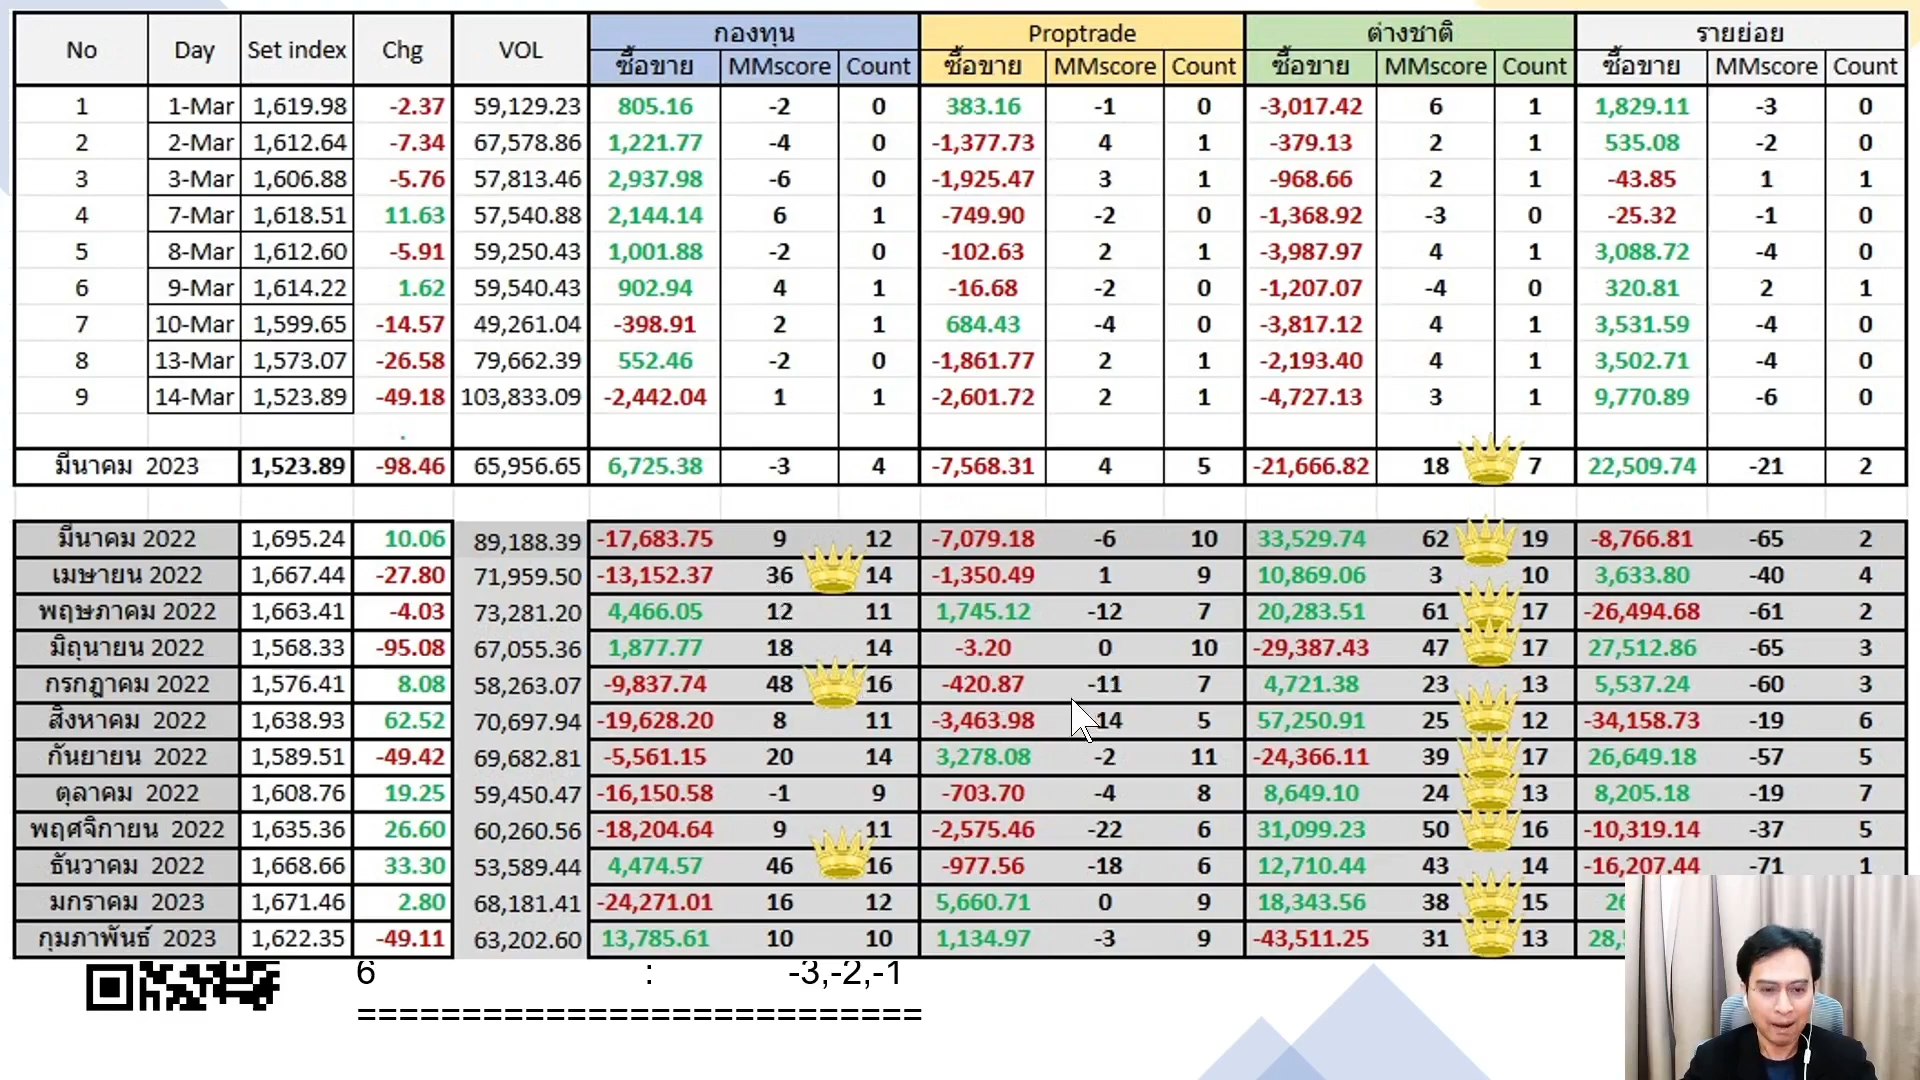 No Day Set index Chg VOL กองทุน Proptrade ต่างชาติ รายย่อย
ซื้อขาย MMscore Count ซื้อขาย MMscore Count ซื้อขาย MMscore Count ซื้อขาย MMscore Count
1 1-Mar 1,619.98 -2.37 59,129.23 805.16 -2 0 383.16 -1 0 -3,017.42 6 1 1,829.11 -3 0
2 2-Mar 1,612.64 -7.34 67,578.86 1,221.77 -4 0 -1,377.73 4 1 -379.13 2 1 535.08 -2 0
3 3-Mar 1,606.88 -5.76 57,813.46 2,937.98 -6 0 -1,925.47 3 1 -968.66 2 1 -43.85 1 1
4 7-Mar 1,618.51 11.63 57,540.88 2,144.14 6 1 -749.90 -2 0 -1,368.92 -3 0 -25.32 -1 0
5 8-Mar 1,612.60 -5.91 59,250.43 1,001.88 -2 0 -102.63 2 1 -3,987.97 4 1 3,088.72 -4 0
6 9-Mar 1,614.22 1.62 59,540.43 902.94 4 1 -16.68 -2 0 -1,207.07 -4 0 320.81 2 1
7 10-Mar 1,599.65 -14.57 49,261.04 -398.91 2 1 684.43 -4 0 -3,817.12 4 1 3,531.59 -4 0
8 13-Mar 1,573.07 -26.58 79,662.39 552.46 -2 0 -1,861.77 2 1 -2,193.40 4 1 3,502.71 -4 0
9 14-Mar 1,523.89 -49.18 103,833.09 -2,442.04 1 1 -2,601.72 2 1 -4,727.13 3 1 9,770.89 -6 0
มีนาคม 2023 1,523.89 -98.46 65,956.65 6,725.38 -3 4 -7,568.31 4 5 -21,666.82 18 7 22,509.74 -21 2
มีนาคม 2022 1,695.24 10.06 89,188.39 -17,683.75 9 12 -7,079.18 -6 10 33,529.74 62 19 -8,766.81 -65 2
เมษายน 2022 1,667.44 -27.80 71,959.50 -13,152.37 36 14 -1,350.49 1 9 10,869.06 3 10 3,633.80 -40 4
พฤษภาคม 2022 1,663.41 -4.03 73,281.20 4,466.05 12 11 1,745.12 -12 7 20,283.51 61 17 -26,494.68 -61 2
มิถุนายน 2022 1,568.33 -95.08 67,055.36 1,877.77 18 14 -3.20 0 10 -29,387.43 47 17 27,512.86 -65 3
กรกฎาคม 2022 1,576.41 8.08 58,263.07 -9,837.74 48 16 -420.87 -11 7 4,721.38 23 13 5,537.24 -60 3
สิงหาคม 2022 1,638.93 62.52 70,697.94 -19,628.20 8 11 -3,463.98 -14 5 57,250.91 25 12 -34,158.73 -19 6
กันยายน 2022 1,589.51 -49.42 69,682.81 -5,561.15 20 14 3,278.08 -2 11 -24,366.11 39 17 26,649.18 -57 5
ตุลาคม 2022 1,608.76 19.25 59,450.47 -16,150.58 -1 9 -703.70 -4 8 8,649.10 24 13 8,205.18 -19 7
พฤศจิกายน 2022 1,635.36 26.60 60,260.56 -18,204.64 9 11 -2,575.46 -22 6 31,099.23 50 16 -10,319.14 -37 5
ธันวาคม 2022 1,668.66 33.30 53,589.44 4,474.57 46 16 -977.56 -18 6 12,710.44 43 14 -16,207.44 -71 1
มกราคม 2023 1,671.46 2.80 68,181.41 -24,271.01 16 12 5,660.71 0 9 18,343.56 38 15
กุมภาพันธ์ 2023 1,622.35 -49.11 63,202.60 13,785.61 10 10 1,134.97 -3 9 -43,511.25 31 13
6 : -3,-2,-1
===========================